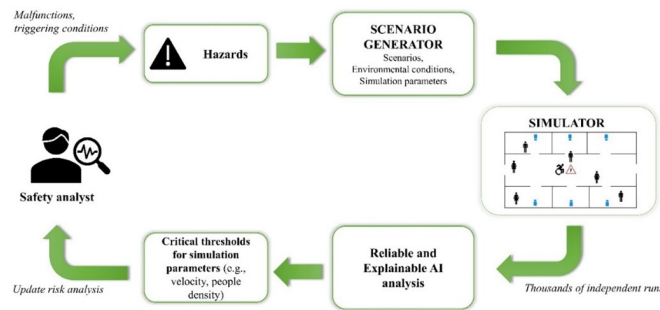 Malfunctions,
triggering conditions
Hazards
SCENARIO
GENERATOR
Scenarios,
Environmental conditions,
Simulation parameters
SIMULATOR
Safety analyst
Critical thresholds
for simulation
parameters (e.g.,
velocity, people
density)
Reliable and
Explainable AI
analysis
Update risk analysis
Thousands of independent run